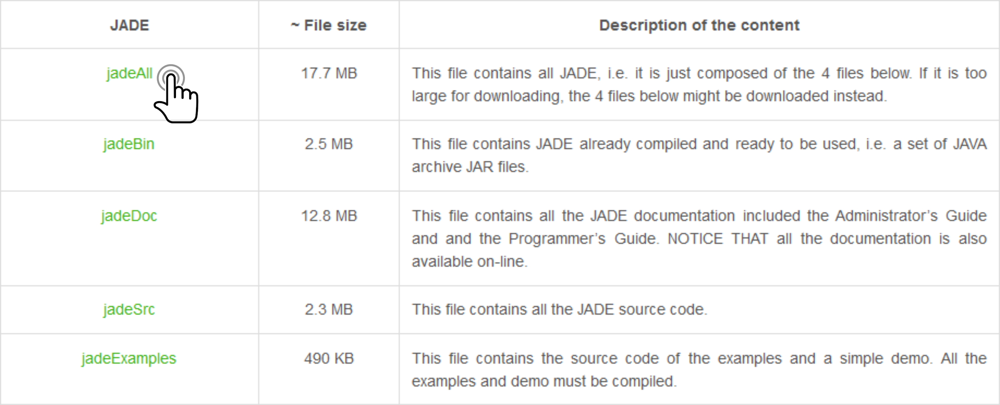 JADE
~ File size
Description of the content
jadeAll
17.7 MB
This file contains all JADE, i.e. it is just composed of the 4 files below. If it is too
large for downloading, the 4 files below might be downloaded instead.
jadeBin
2.5 MB
This file contains JADE already compiled and ready to be used, i.e. a set of JAVA
archive JAR files.
jadeDoc
12.8 MB
This file contains all the JADE documentation included the Administrator’s Guide
and and the Programmer’s Guide. NOTICE THAT all the documentation is also
available on-line.
jadeSrc
2.3 MB
This file contains all the JADE source code.
jadeExamples
490 KB
This file contains the source code of the examples and a simple demo. All the
examples and demo must be compiled.